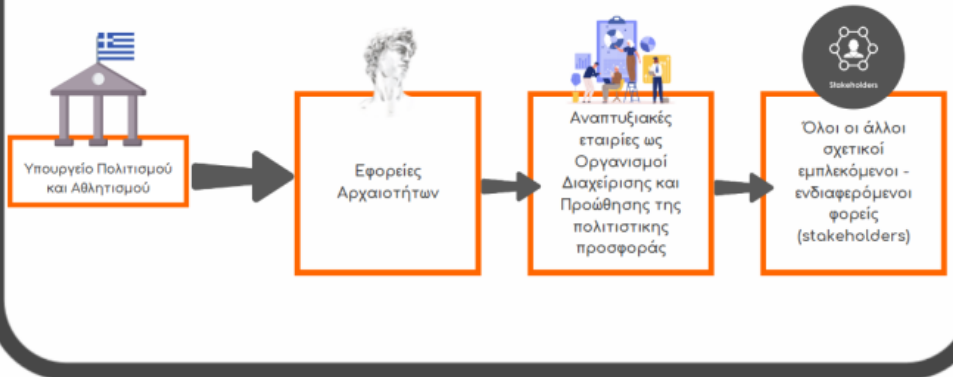 Υπουργείο Πολιτισμού
και Αθλητισμού
Εφορείες
Αρχαιοτήτων
Αναπτυξιακές
εταιρίες ως
Οργανισμοί
Διαχείρισης και
Προώθησης της
πολιτιστικης
προσφοράς
Stakeholders
Όλοι οι άλλοι
σχετικοί
εμπλεκόμενοι -
ενδιαφερόμενοι
φορείς
(stakeholders)